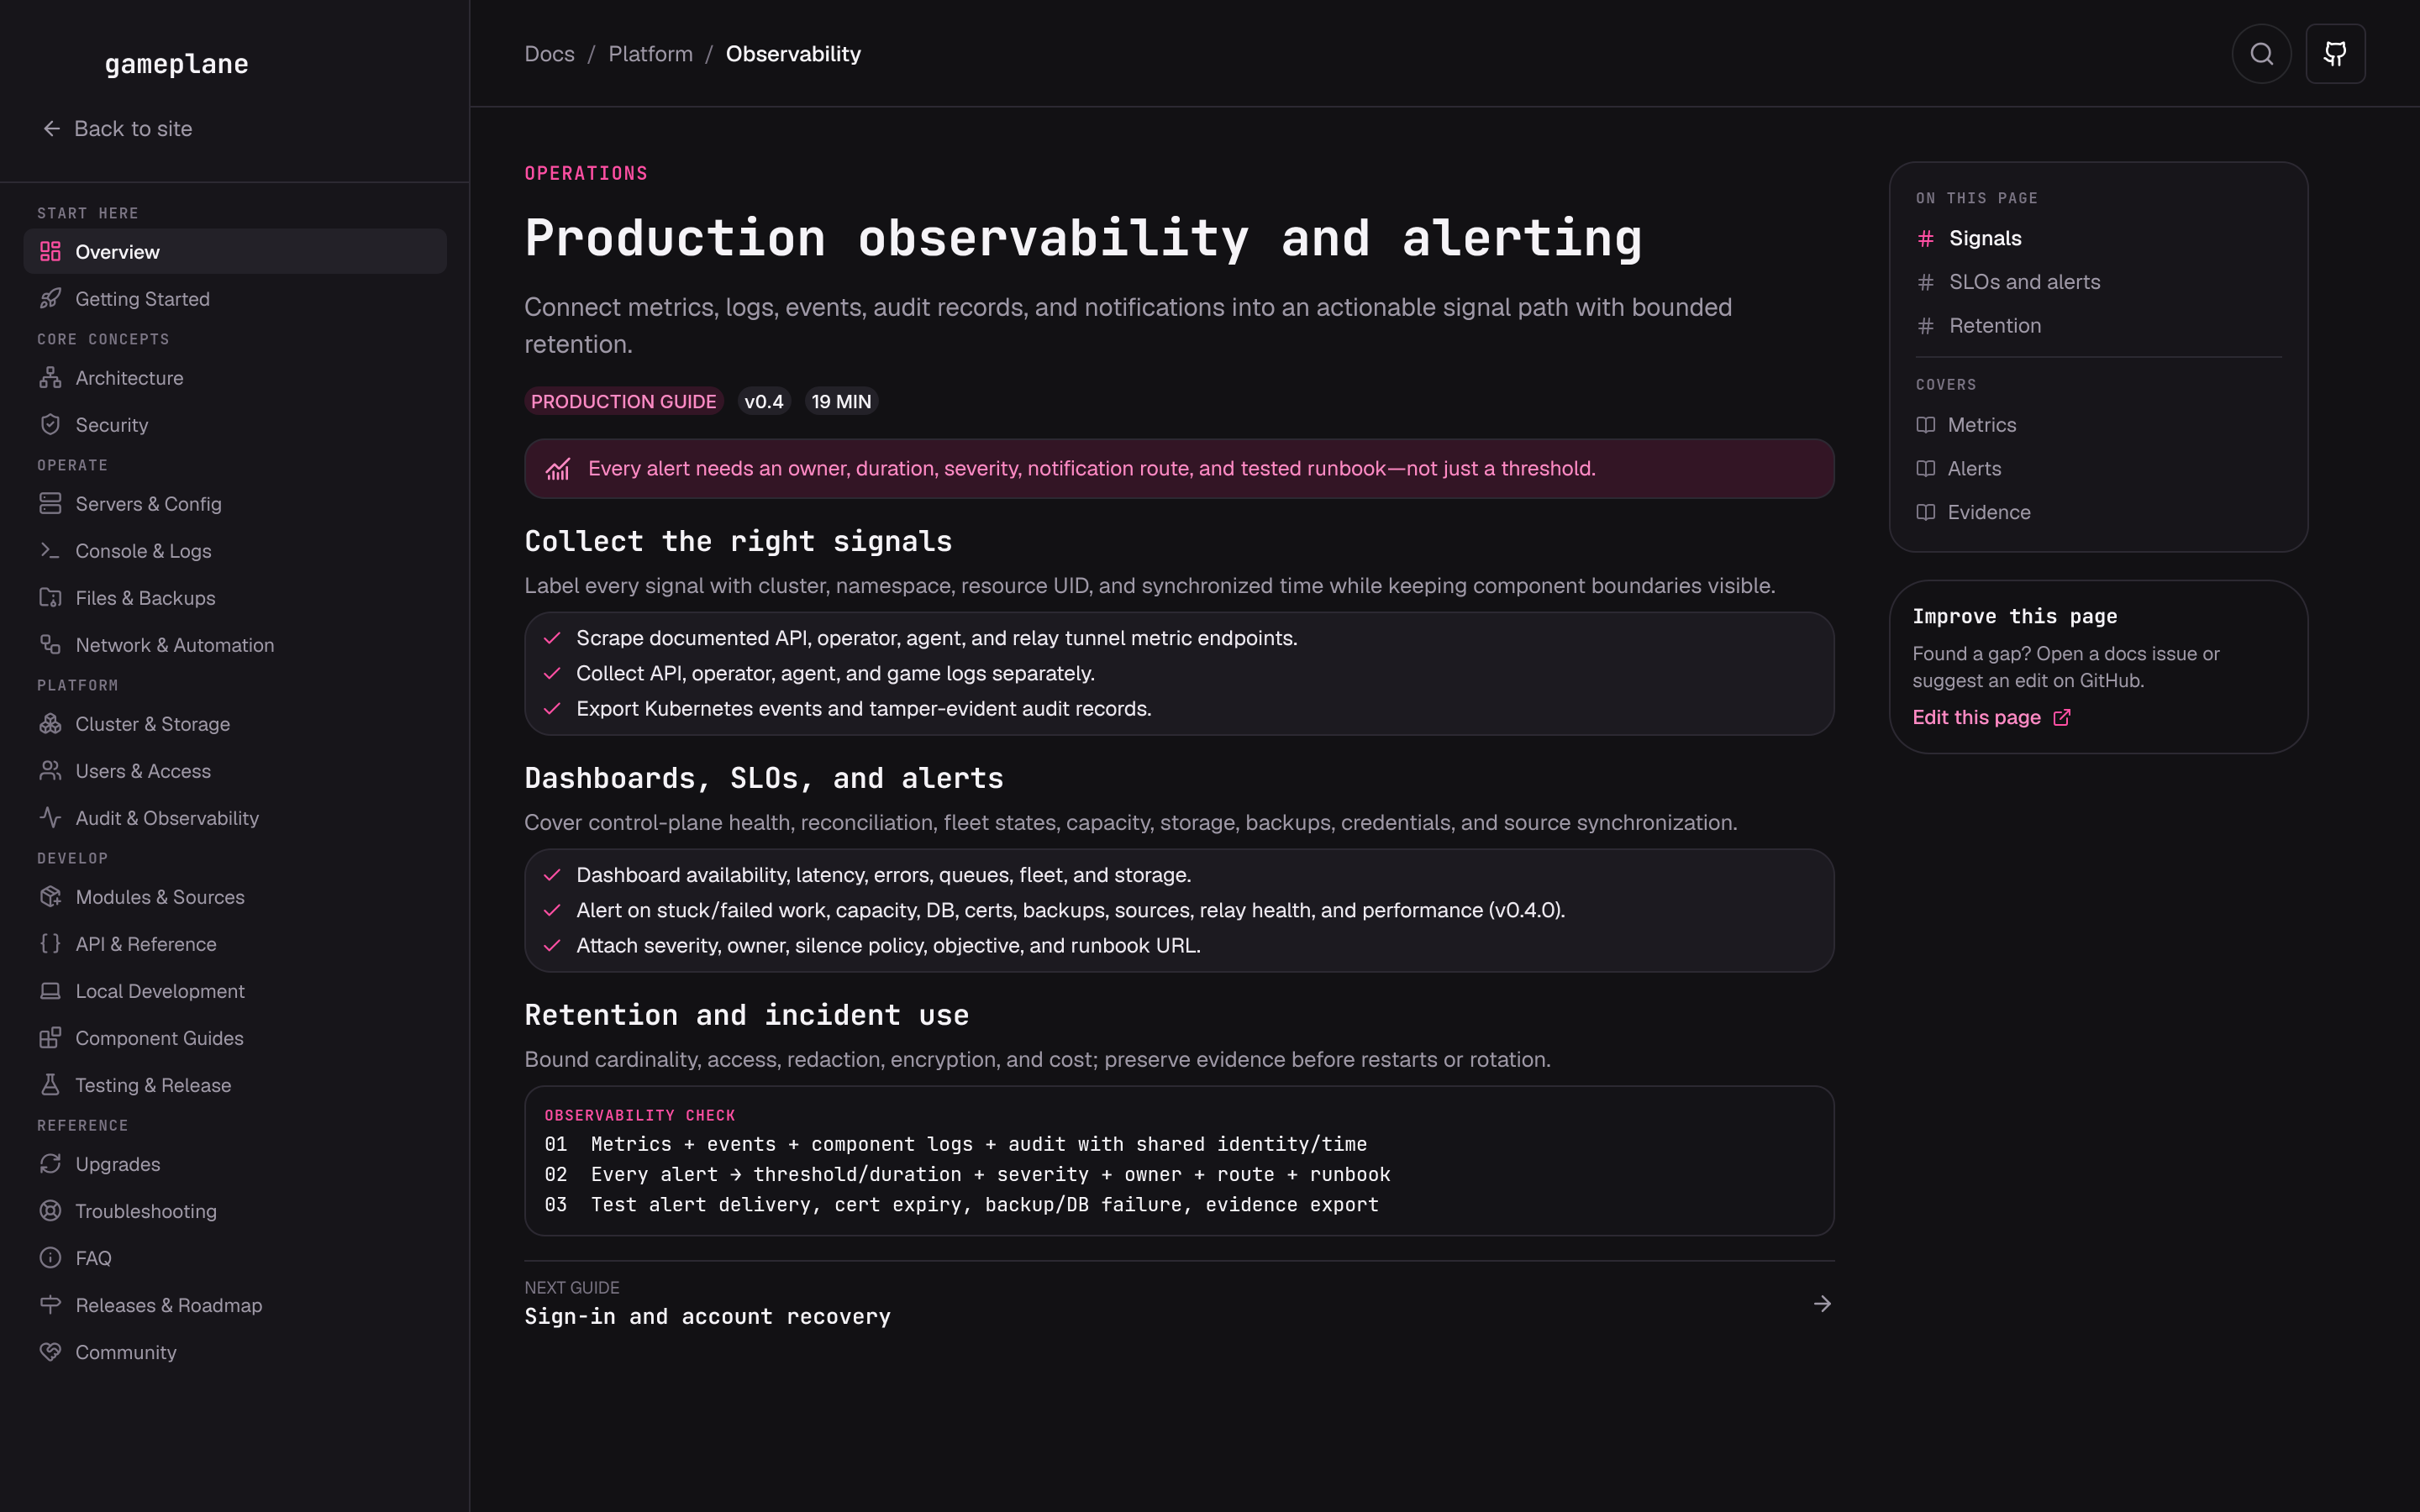 gameplane
Back to site
START HERE
Overview
Getting Started
CORE CONCEPTS
Architecture
Security
OPERATE
Servers & Config
Console & Logs
Files & Backups
Network & Automation
PLATFORM
Cluster & Storage
Users & Access
Audit & Observability
DEVELOP
Modules & Sources
API & Reference
Local Development
Component Guides
Testing & Release
REFERENCE
Upgrades
Troubleshooting
FAQ
Releases & Roadmap
Community
Docs / Platform / Observability
OPERATIONS
Production observability and alerting
Connect metrics, logs, events, audit records, and notifications into an actionable signal path with bounded
retention.
PRODUCTION GUIDE v0.4 19 MIN
Every alert needs an owner, duration, severity, notification route, and tested runbook—not just a threshold.
Collect the right signals
Label every signal with cluster, namespace, resource UID, and synchronized time while keeping component boundaries visible.
Scrape documented API, operator, agent, and relay tunnel metric endpoints.
Collect API, operator, agent, and game logs separately.
Export Kubernetes events and tamper-evident audit records.
Dashboards, SLOs, and alerts
Cover control-plane health, reconciliation, fleet states, capacity, storage, backups, credentials, and source synchronization.
Dashboard availability, latency, errors, queues, fleet, and storage.
Alert on stuck/failed work, capacity, DB, certs, backups, sources, relay health, and performance (v0.4.0).
Attach severity, owner, silence policy, objective, and runbook URL.
Retention and incident use
Bound cardinality, access, redaction, encryption, and cost; preserve evidence before restarts or rotation.
OBSERVABILITY CHECK
01 Metrics + events + component logs + audit with shared identity/time
02 Every alert → threshold/duration + severity + owner + route + runbook
03 Test alert delivery, cert expiry, backup/DB failure, evidence export
NEXT GUIDE
Sign-in and account recovery
ON THIS PAGE
# Signals
# SLOs and alerts
# Retention
COVERS
Metrics
Alerts
Evidence
Improve this page
Found a gap? Open a docs issue or
suggest an edit on GitHub.
Edit this page